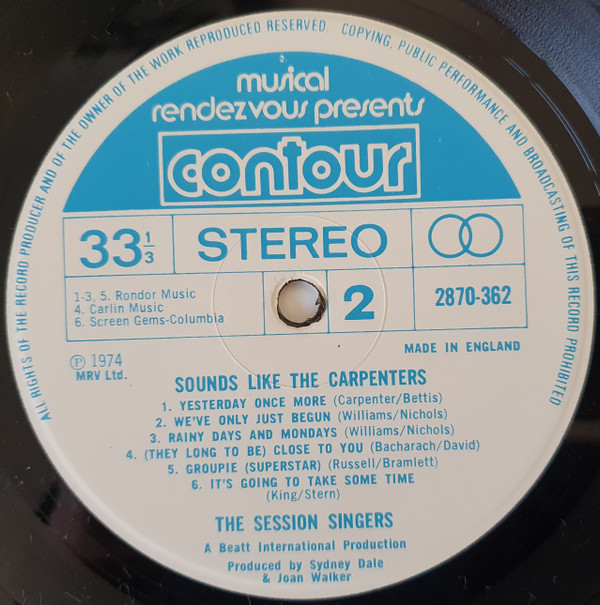 ALL RIGHTS OF THE RECORD PRODUCER AND OF THE OWNER OF THE WORK REPRODUCED RESERVED. COPYING, PUBLIC PERFORMANCE AND BROADCASTING OF THIS RECORD PROHIBITED
musical
rendezvous presents
contour
33 1/3 STEREO
1-3, 5. Rondor Music
4. Carlin Music
6. Screen Gems-Columbia
2
2870-362
Ⓟ 1974
MRV Ltd.
MADE IN ENGLAND
SOUNDS LIKE THE CARPENTERS
1. YESTERDAY ONCE MORE (Carpenter/Bettis)
2. WE'VE ONLY JUST BEGUN (Williams/Nichols)
3. RAINY DAYS AND MONDAYS (Williams/Nichols)
4. (THEY LONG TO BE) CLOSE TO YOU (Bacharach/David)
5. GROUPIE (SUPERSTAR) (Russell/Bramlett)
6. IT'S GOING TO TAKE SOME TIME
(King/Stern)
THE SESSION SINGERS
A Beatt International Production
Produced by Sydney Dale
& Joan Walker